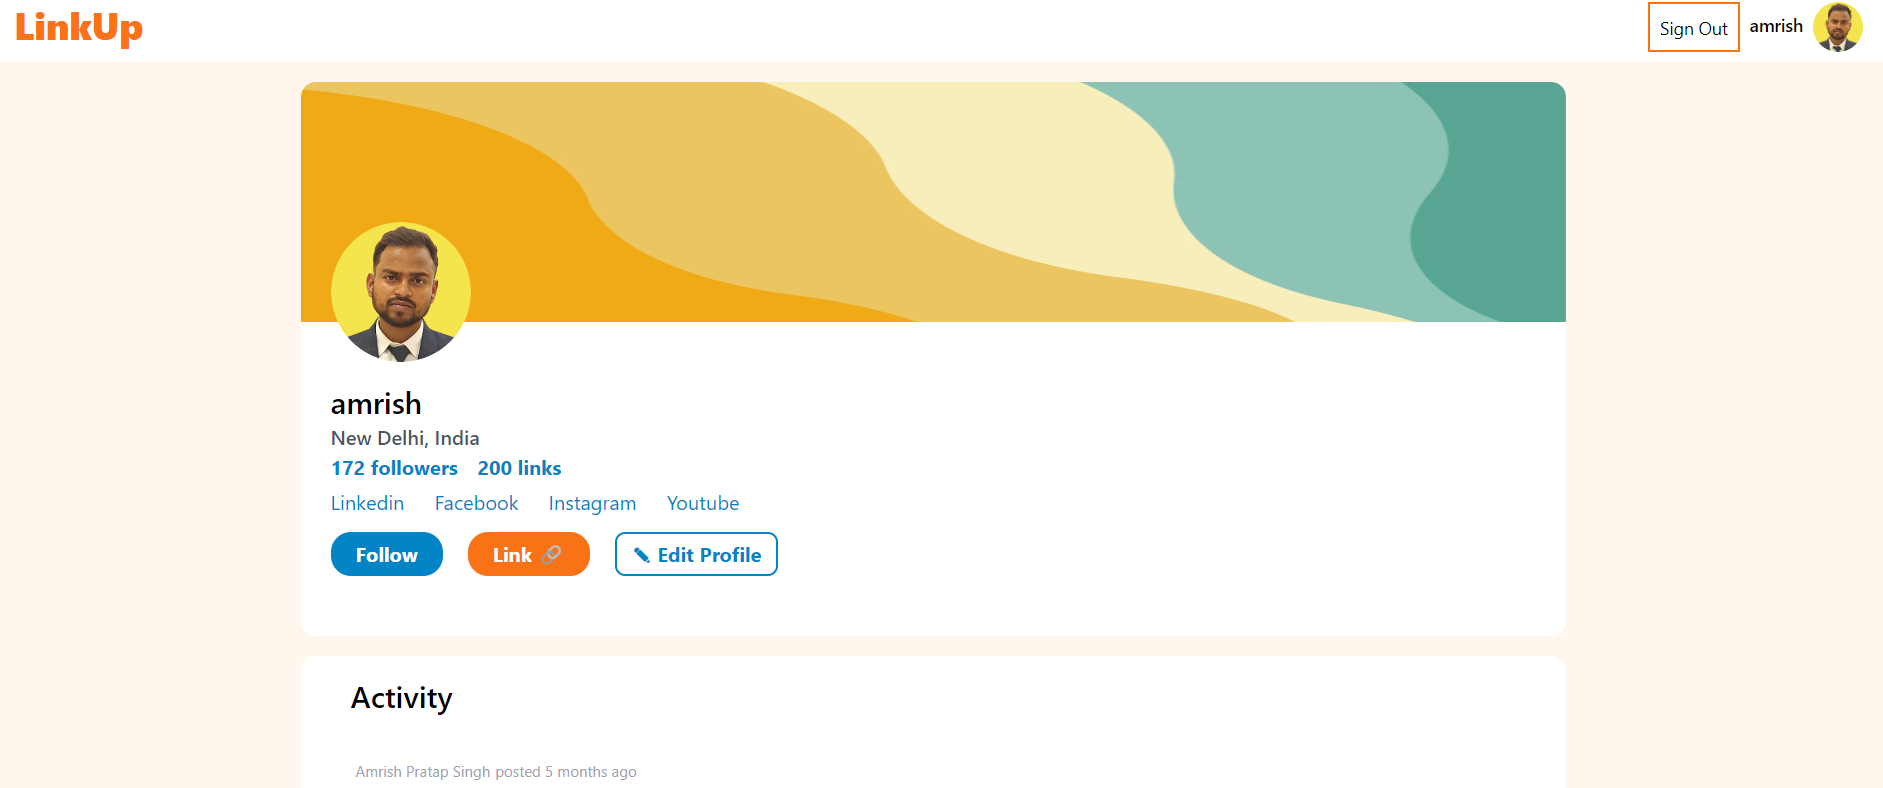 LinkUp
Sign Out amrish
amrish
New Delhi, India
172 followers 200 links
Linkedin Facebook Instagram Youtube
Follow Link 🔗 ✏ Edit Profile
Activity
Amrish Pratap Singh posted 5 months ago